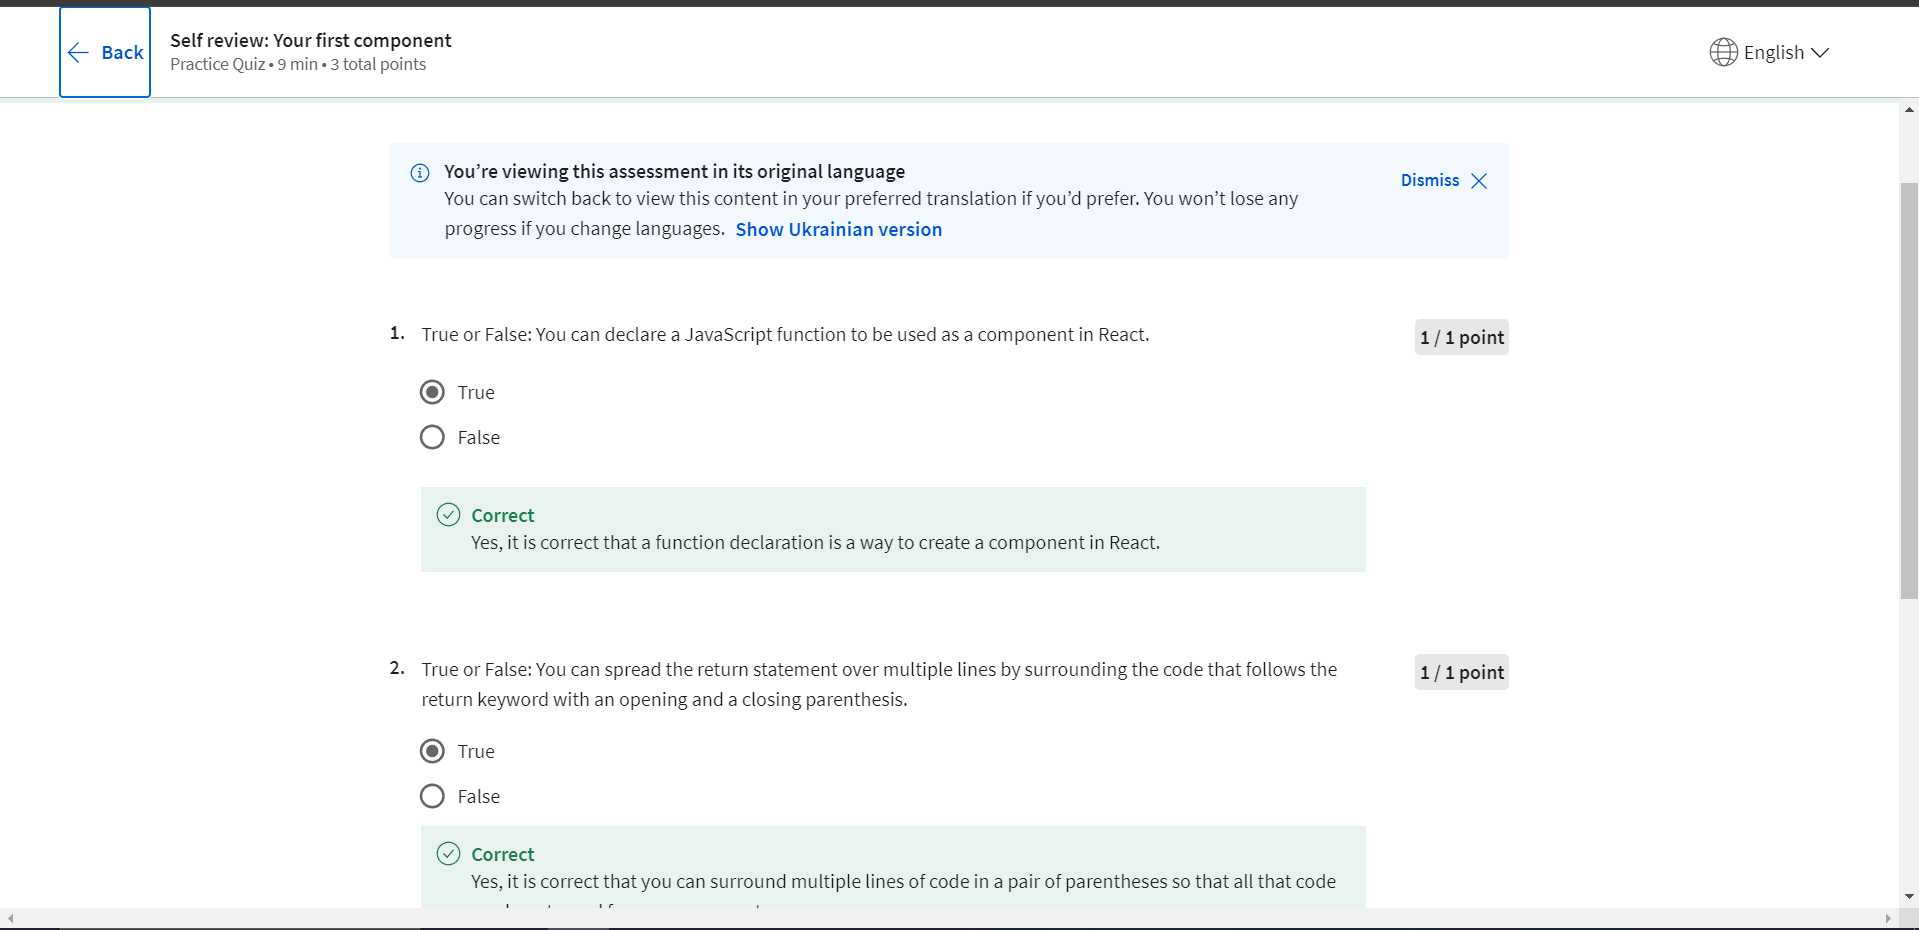 Back
Self review: Your first component
Practice Quiz • 9 min • 3 total points
English
You’re viewing this assessment in its original language
You can switch back to view this content in your preferred translation if you’d prefer. You won’t lose any
progress if you change languages. Show Ukrainian version
Dismiss
1. True or False: You can declare a JavaScript function to be used as a component in React.
1 / 1 point
True
False
Correct
Yes, it is correct that a function declaration is a way to create a component in React.
2. True or False: You can spread the return statement over multiple lines by surrounding the code that follows the
return keyword with an opening and a closing parenthesis.
1 / 1 point
True
False
Correct
Yes, it is correct that you can surround multiple lines of code in a pair of parentheses so that all that code